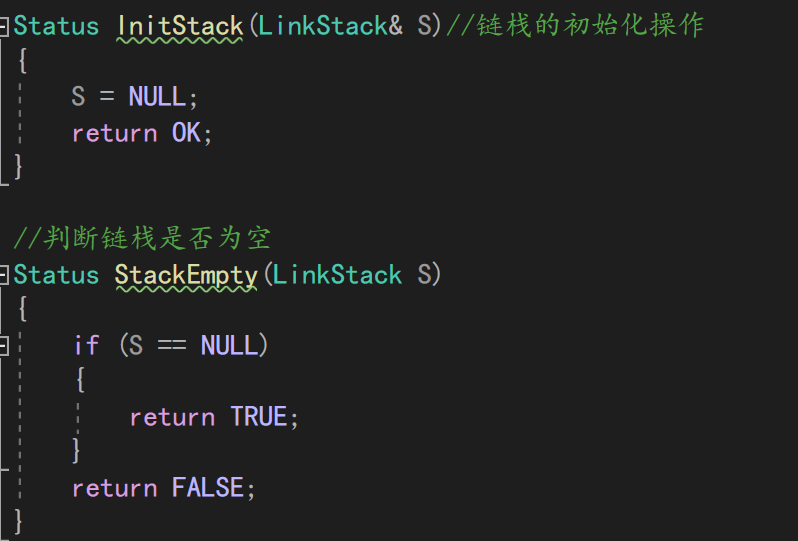 Status InitStack(LinkStack& S)//链栈的初始化操作
{
    S = NULL;
    return OK;
}
//判断链栈是否为空
Status StackEmpty(LinkStack S)
{
    if (S == NULL)
    {
        return TRUE;
    }
    return FALSE;
}